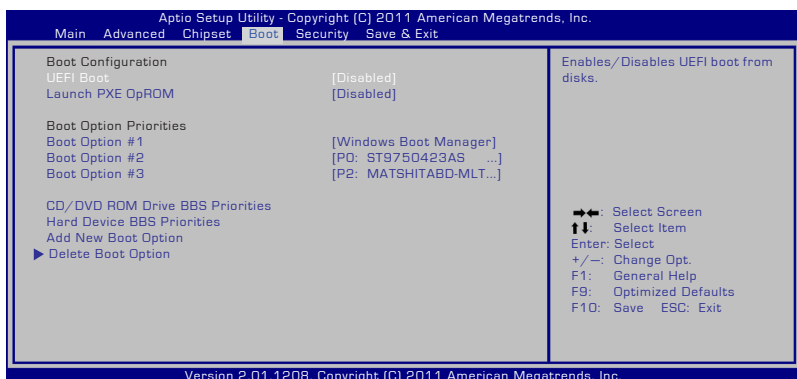 Aptio Setup Utility - Copyright (C) 2011 American Megatrends, Inc.
Main Advanced Chipset Boot Security Save & Exit
Boot Configuration
UEFI Boot [Disabled]
Launch PXE OpROM [Disabled]
Boot Option Priorities
Boot Option #1 [Windows Boot Manager]
Boot Option #2 [P0: ST9750423AS ...]
Boot Option #3 [P2: MATSHITABD-MLT...]
CD/DVD ROM Drive BBS Priorities
Hard Device BBS Priorities
Add New Boot Option
Delete Boot Option
Enables/Disables UEFI boot from
disks.
→←: Select Screen
↑↓: Select Item
Enter: Select
+/—: Change Opt.
F1: General Help
F9: Optimized Defaults
F10: Save ESC: Exit
Version 2.01.1208. Copyright (C) 2011 American Megatrends, Inc.